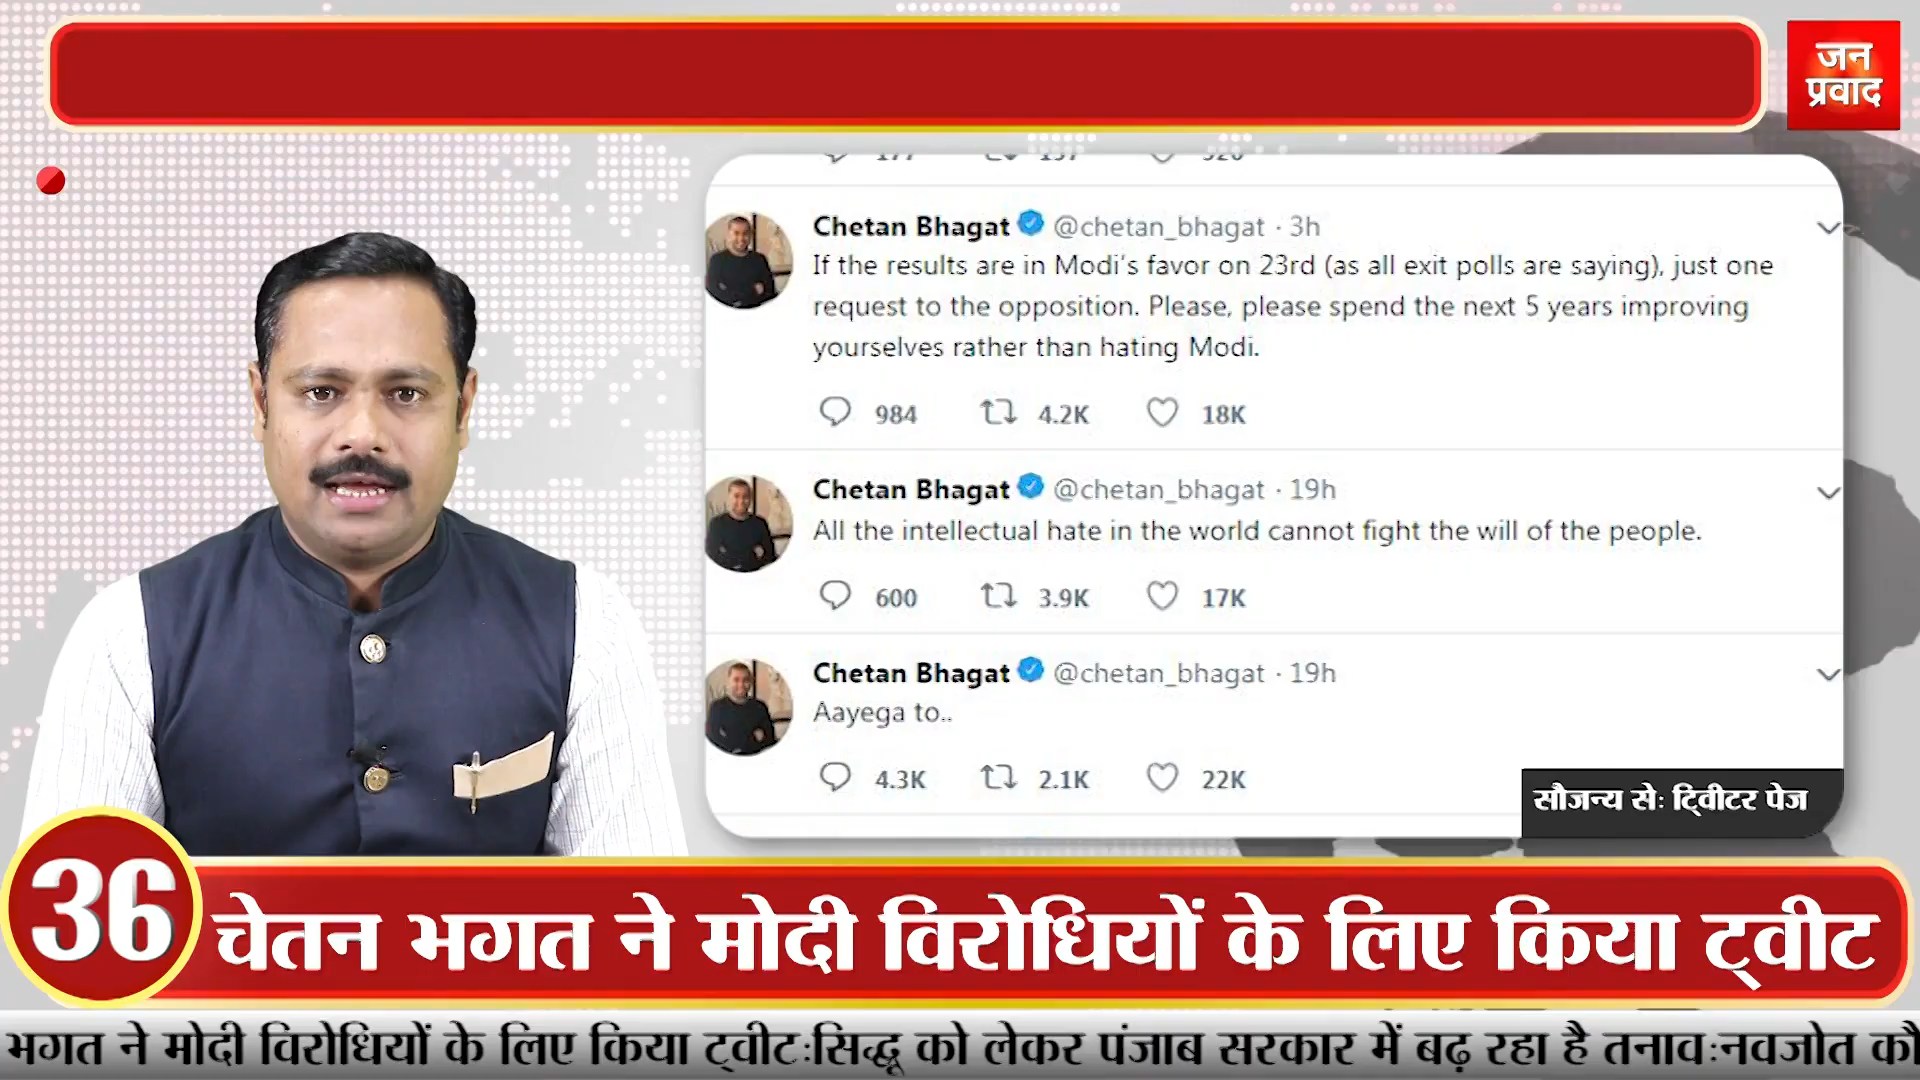 जन
प्रवाद
177 137 520
Chetan Bhagat @chetan_bhagat · 3h
If the results are in Modi's favor on 23rd (as all exit polls are saying), just one
request to the opposition. Please, please spend the next 5 years improving
yourselves rather than hating Modi.
984 4.2K 18K
Chetan Bhagat @chetan_bhagat · 19h
All the intellectual hate in the world cannot fight the will of the people.
600 3.9K 17K
Chetan Bhagat @chetan_bhagat · 19h
Aayega to..
4.3K 2.1K 22K
सौजन्य से: ट्विीटर पेज
36
चेतन भगत ने मोदी विरोधियों के लिए किया ट्वीट
भगत ने मोदी विरोधियों के लिए किया ट्वीट:सिद्धू को लेकर पंजाब सरकार में बढ़ रहा है तनाव:नवजोत कौ